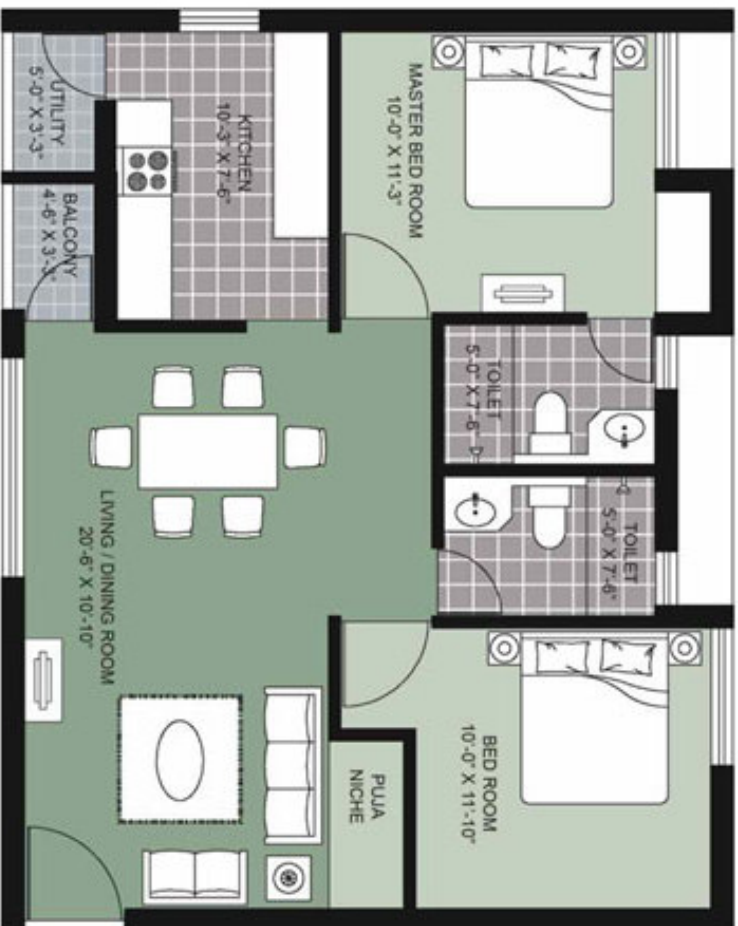 UTILITY
5'-0" X 3'-3"
KITCHEN
10'-3" X 7'-6"
MASTER BED ROOM
10'-0" X 11'-3"
BALCONY
4'-6" X 3'-3"
TOILET
5'-0" X 7'-6"
TOILET
5'-0" X 7'-6"
LIVING / DINING ROOM
20'-6" X 10'-10"
PUJA
NICHE
BED ROOM
10'-0" X 11'-10"